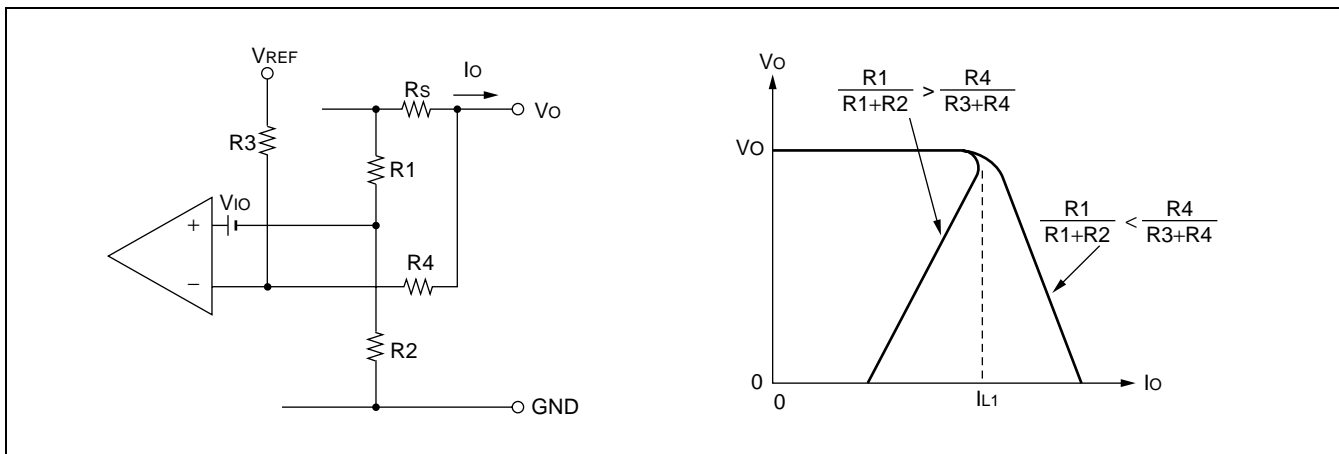 VREF
R3
IO
RS
VO
R1
VIO
+
−
R4
R2
GND
VO
R1
R1+R2
>
R4
R3+R4
VO
R1
R1+R2
<
R4
R3+R4
0
0
IL1
IO